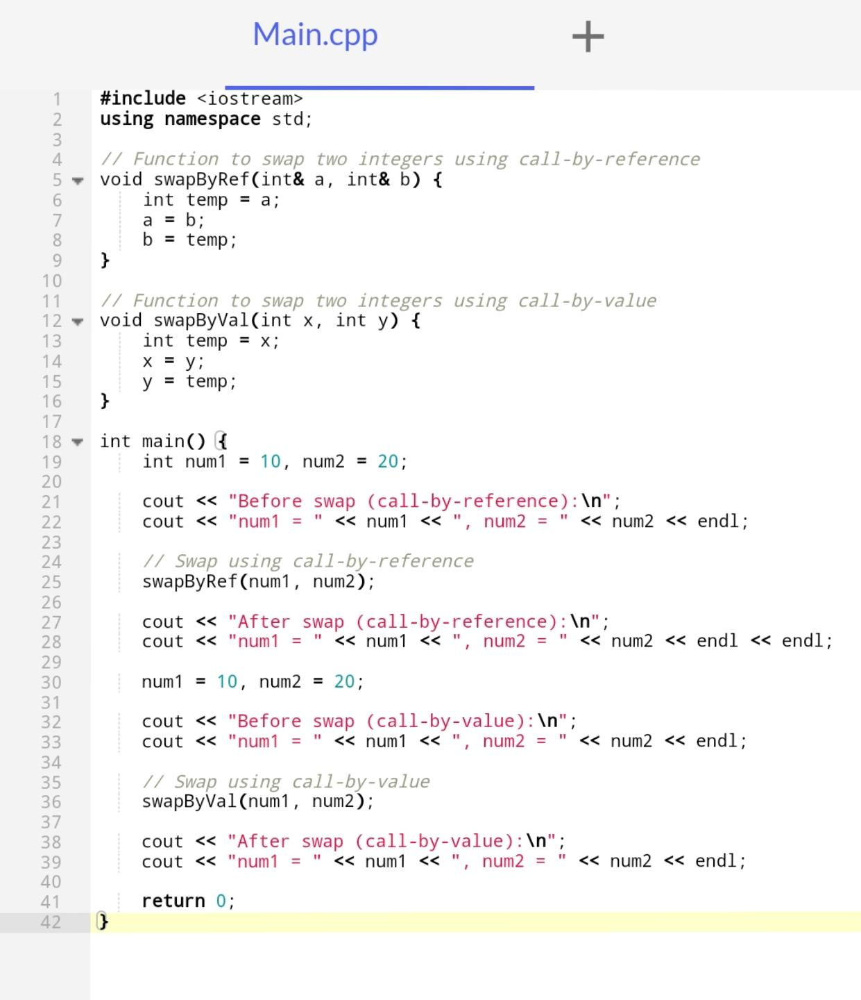 Main.cpp +
1 #include <iostream>
2 using namespace std;
3
4 // Function to swap two integers using call-by-reference
5 void swapByRef(int& a, int& b) {
6     int temp = a;
7     a = b;
8     b = temp;
9 }
10
11 // Function to swap two integers using call-by-value
12 void swapByVal(int x, int y) {
13     int temp = x;
14     x = y;
15     y = temp;
16 }
17
18 int main() {
19     int num1 = 10, num2 = 20;
20
21     cout << "Before swap (call-by-reference):\n";
22     cout << "num1 = " << num1 << ", num2 = " << num2 << endl;
23
24     // Swap using call-by-reference
25     swapByRef(num1, num2);
26
27     cout << "After swap (call-by-reference):\n";
28     cout << "num1 = " << num1 << ", num2 = " << num2 << endl << endl;
29
30     num1 = 10, num2 = 20;
31
32     cout << "Before swap (call-by-value):\n";
33     cout << "num1 = " << num1 << ", num2 = " << num2 << endl;
34
35     // Swap using call-by-value
36     swapByVal(num1, num2);
37
38     cout << "After swap (call-by-value):\n";
39     cout << "num1 = " << num1 << ", num2 = " << num2 << endl;
40
41     return 0;
42 }